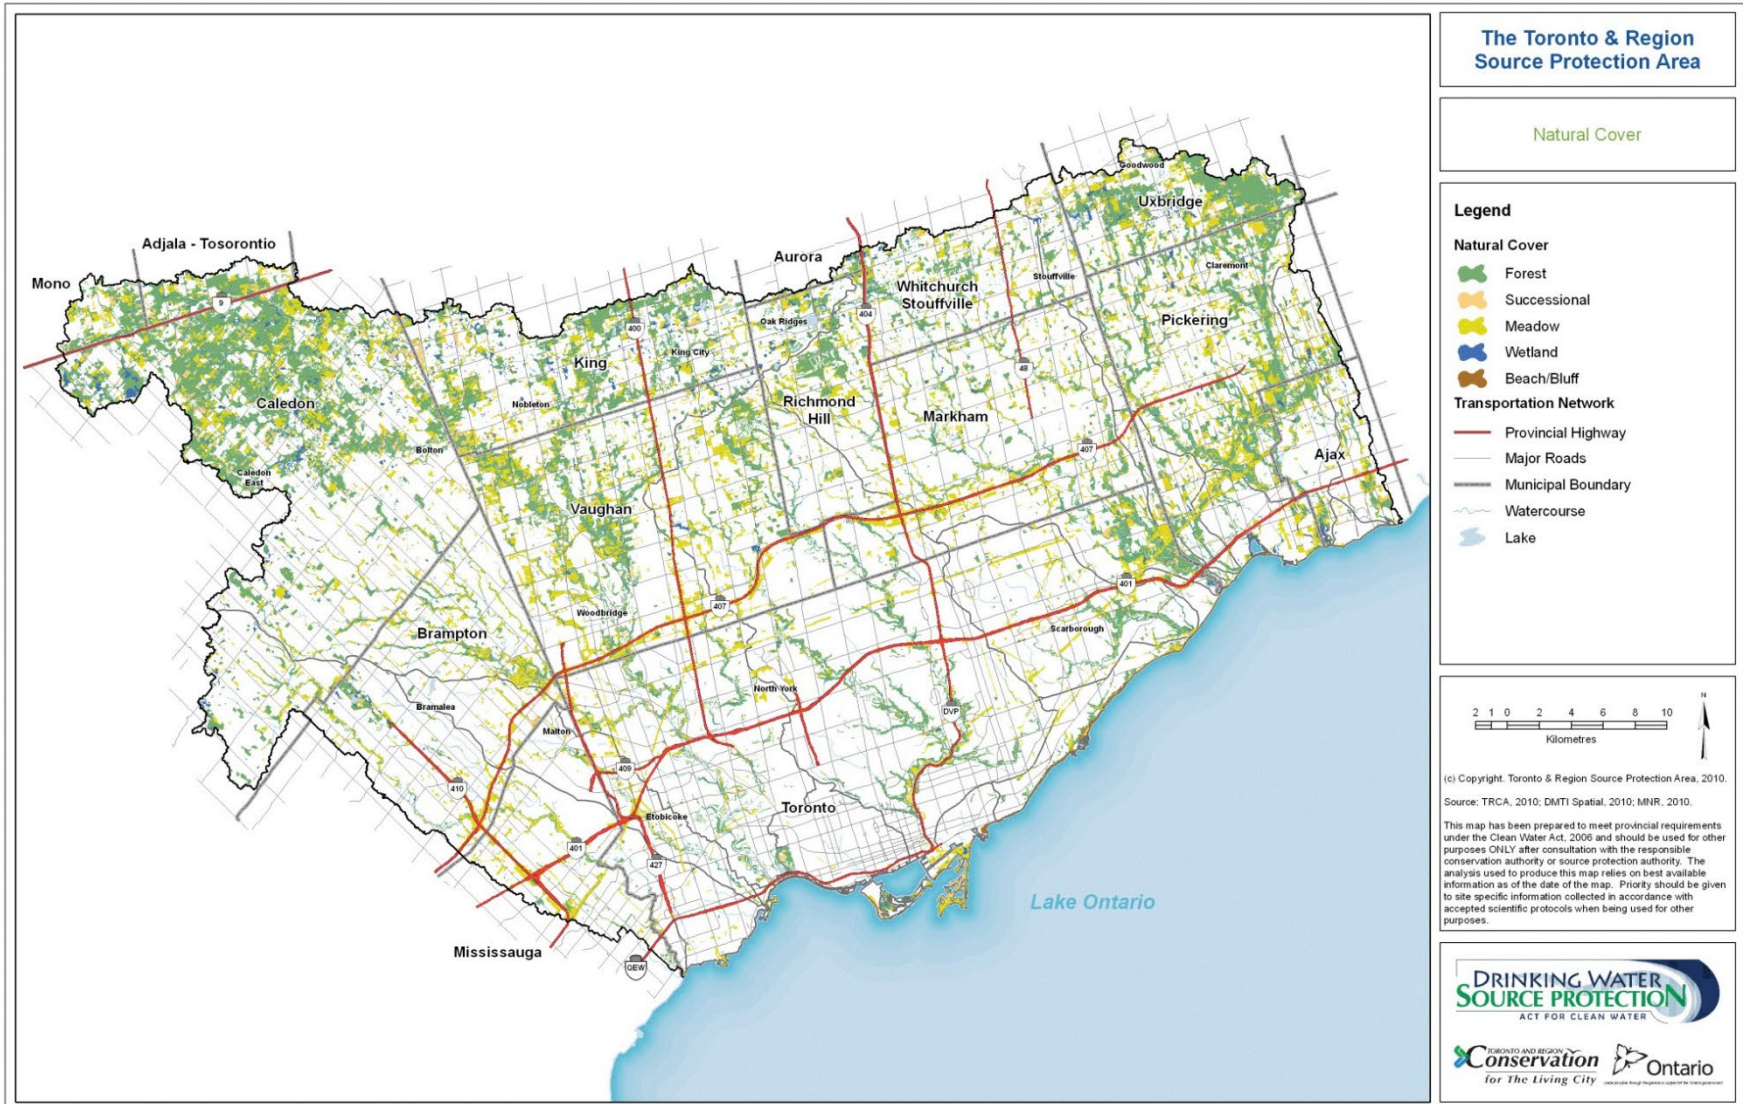 The Toronto & Region
Source Protection Area
Natural Cover
Legend
Natural Cover
Forest
Successional
Meadow
Wetland
Beach/Bluff
Transportation Network
Provincial Highway
Major Roads
Municipal Boundary
Watercourse
Lake
N
2 1 0 2 4 6 8 10
Kilometres
(c) Copyright. Toronto & Region Source Protection Area, 2010.
Source: TRCA, 2010; DMTI Spatial, 2010; MNR, 2010.
This map has been prepared to meet provincial requirements
under the Clean Water Act, 2006 and should be used for other
purposes ONLY after consultation with the responsible
conservation authority or source protection authority. The
analysis used to produce this map relies on best available
information as of the date of the map. Priority should be given
to site specific information collected in accordance with
accepted scientific protocols when being used for other
purposes.
DRINKING WATER
SOURCE PROTECTION
ACT FOR CLEAN WATER
TORONTO AND REGION
Conservation
for The Living City
Ontario
Goodwood
Uxbridge
Adjala - Tosorontio
Mono
Aurora
Claremont
Stouffville
Whitchurch
Stouffville
9
404
Oak Ridges
Pickering
400
King City
King
48
Caledon
Nobleton
Richmond
Hill
Markham
Bolton
407
Ajax
Caledon
East
Vaughan
401
407
Woodbridge
Scarborough
Brampton
North York
Bramalea
DVP
Malton
409
410
Toronto
Etobicoke
401
427
Lake Ontario
Mississauga
QEW